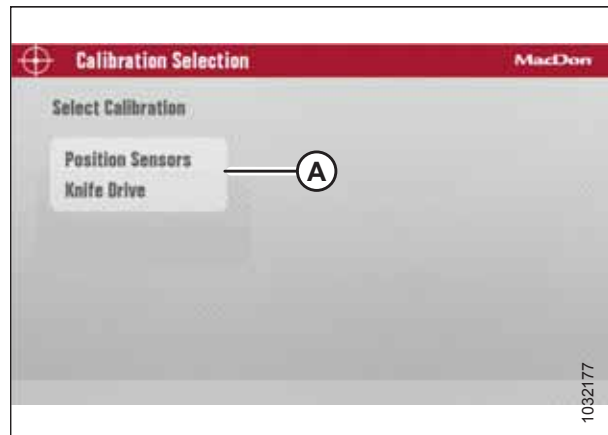 Calibration Selection
MacDon
Select Calibration
Position Sensors
A
Knife Drive
1032177